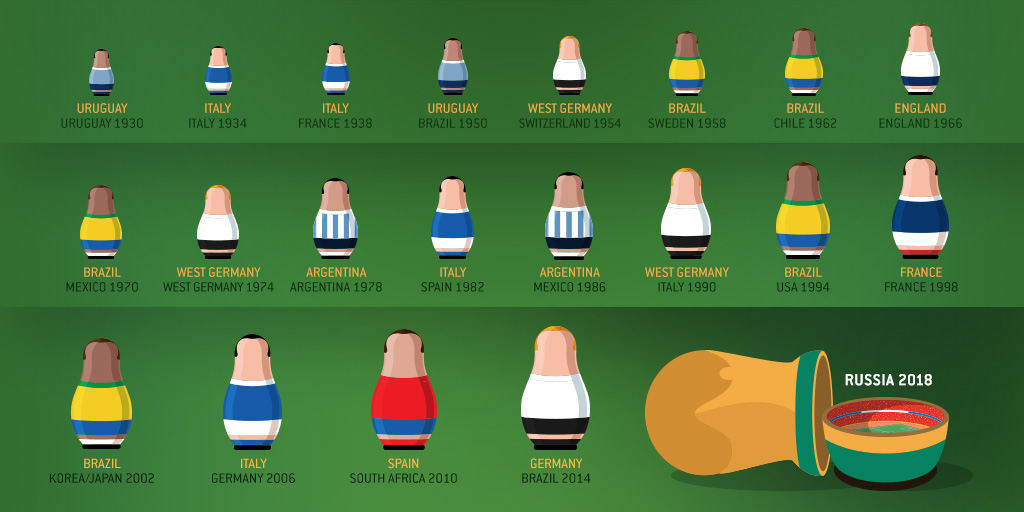 URUGUAY
URUGUAY 1930
ITALY
ITALY 1934
ITALY
FRANCE 1938
URUGUAY
BRAZIL 1950
WEST GERMANY
SWITZERLAND 1954
BRAZIL
SWEDEN 1958
BRAZIL
CHILE 1962
ENGLAND
ENGLAND 1966
BRAZIL
MEXICO 1970
WEST GERMANY
WEST GERMANY 1974
ARGENTINA
ARGENTINA 1978
ITALY
SPAIN 1982
ARGENTINA
MEXICO 1986
WEST GERMANY
ITALY 1990
BRAZIL
USA 1994
FRANCE
FRANCE 1998
BRAZIL
KOREA/JAPAN 2002
ITALY
GERMANY 2006
SPAIN
SOUTH AFRICA 2010
GERMANY
BRAZIL 2014
RUSSIA 2018